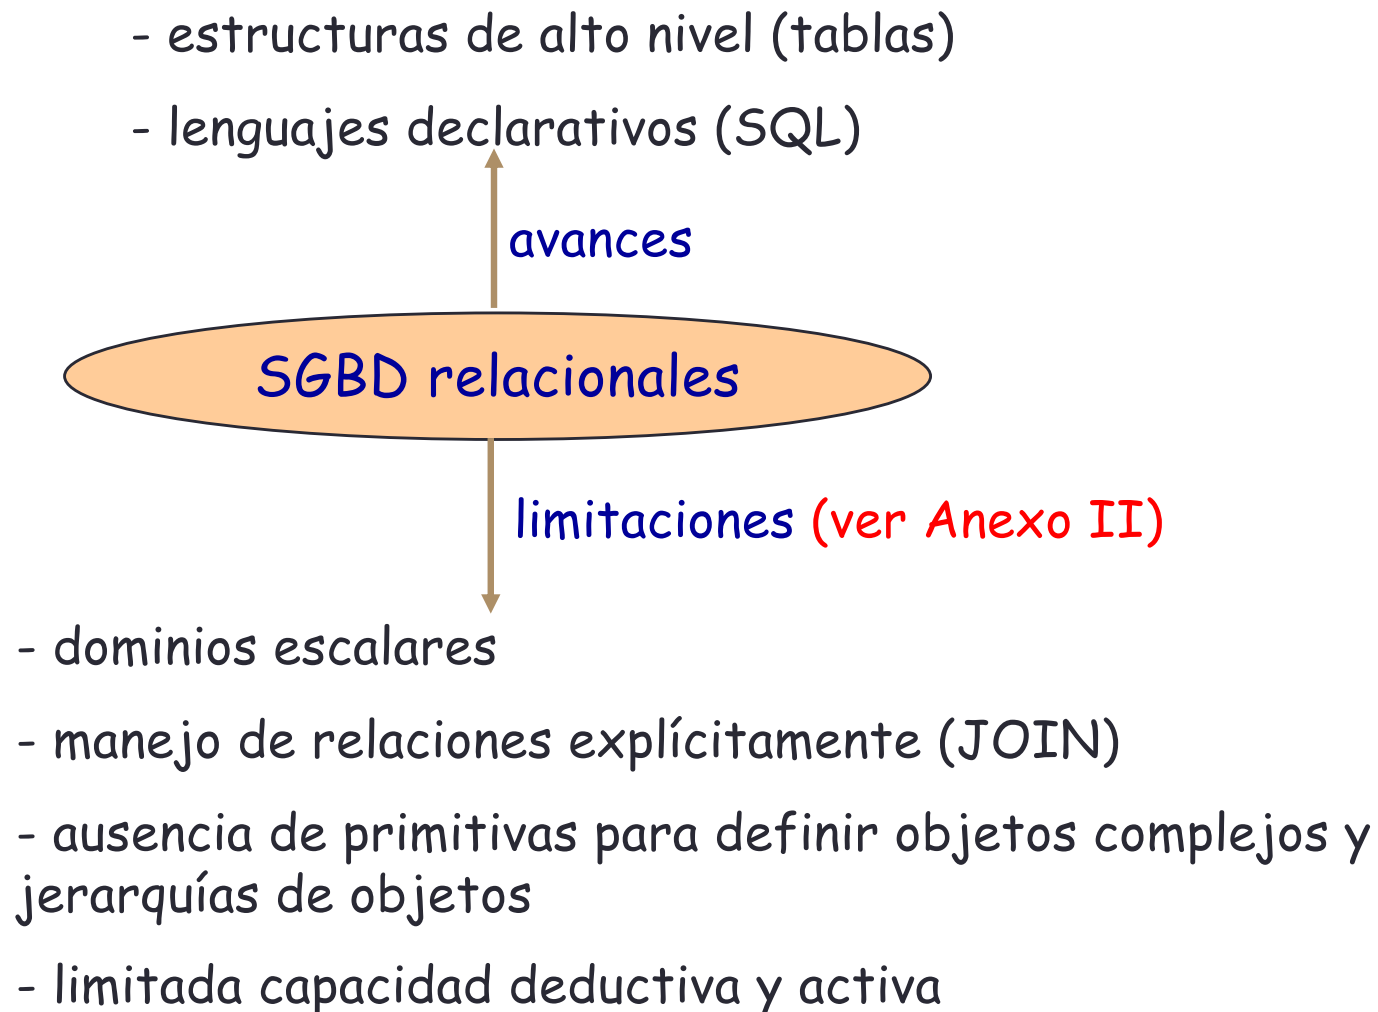 - estructuras de alto nivel (tablas)
- lenguajes declarativos (SQL)
avances
SGBD relacionales
limitaciones (ver Anexo II)
- dominios escalares
- manejo de relaciones explícitamente (JOIN)
- ausencia de primitivas para definir objetos complejos y
jerarquías de objetos
- limitada capacidad deductiva y activa